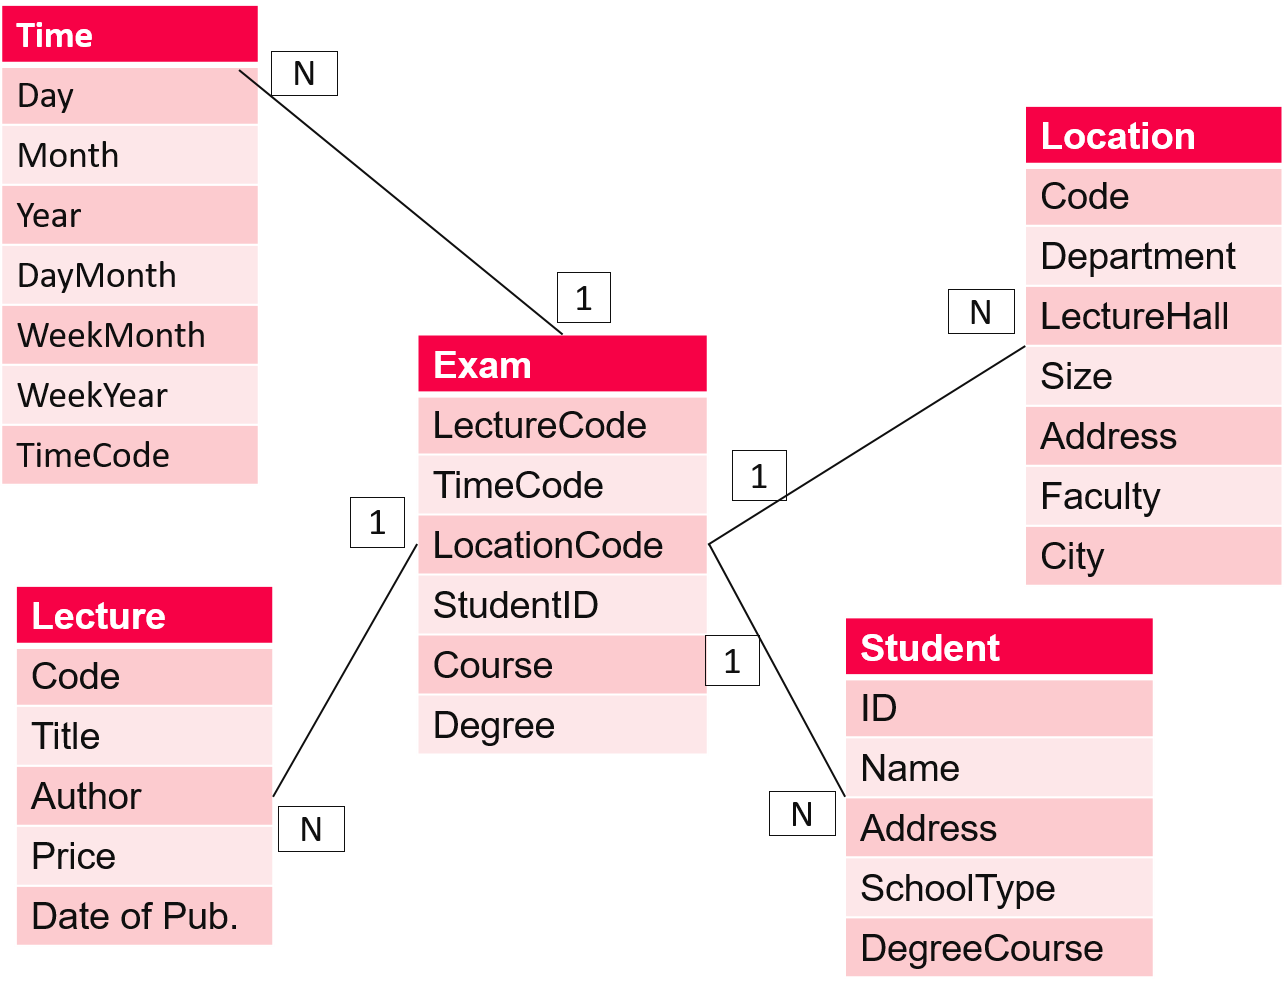 Time
Day
Month
Year
DayMonth
WeekMonth
WeekYear
TimeCode
N
1
Location
Code
Department
LectureHall
Size
Address
Faculty
City
N
1
Exam
LectureCode
TimeCode
LocationCode
StudentID
Course
Degree
1
N
Lecture
Code
Title
Author
Price
Date of Pub.
1
N
Student
ID
Name
Address
SchoolType
DegreeCourse